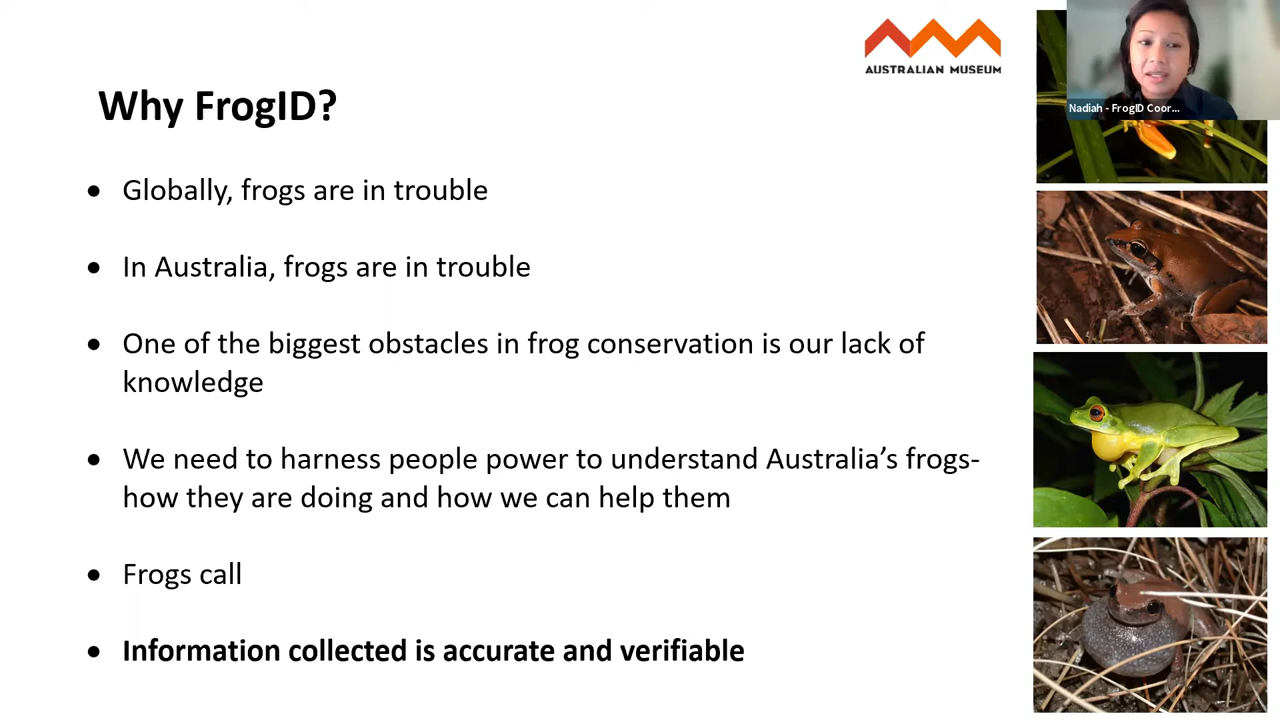 AUSTRALIAN MUSEUM
Nadiah - FrogID Coor...
Why FrogID?
● Globally, frogs are in trouble
● In Australia, frogs are in trouble
● One of the biggest obstacles in frog conservation is our lack of
knowledge
● We need to harness people power to understand Australia’s frogs-
how they are doing and how we can help them
● Frogs call
● Information collected is accurate and verifiable